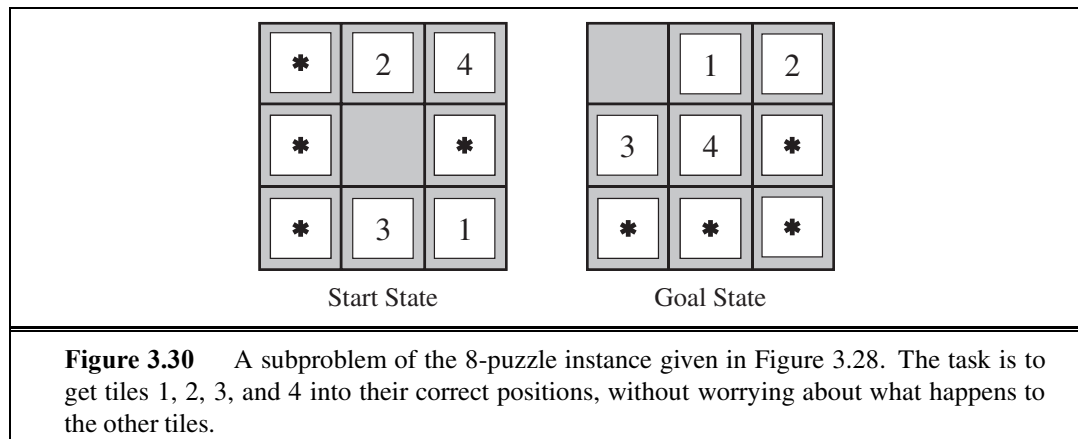 * 2 4
* *
* 3 1
Start State
1 2
3 4 *
* * *
Goal State
Figure 3.30 A subproblem of the 8-puzzle instance given in Figure 3.28. The task is to
get tiles 1, 2, 3, and 4 into their correct positions, without worrying about what happens to
the other tiles.